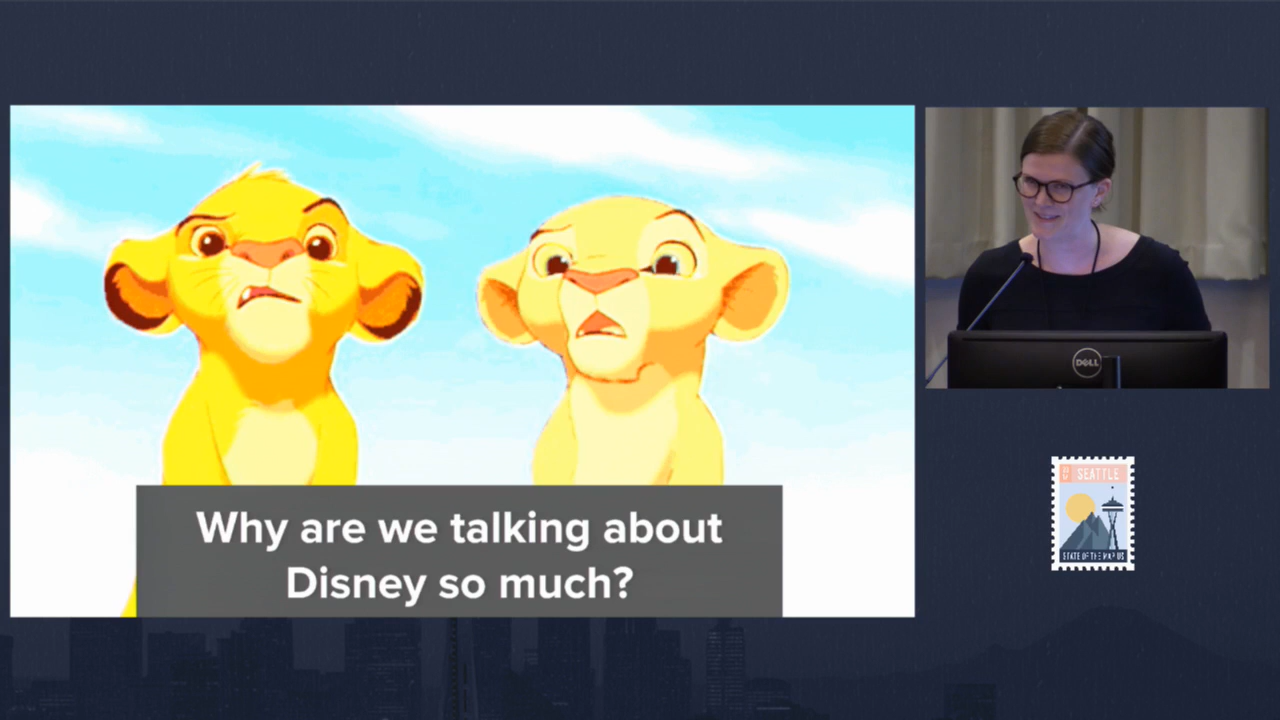 Why are we talking about
Disney so much?
DELL
SEATTLE
STATE OF THE MAP US